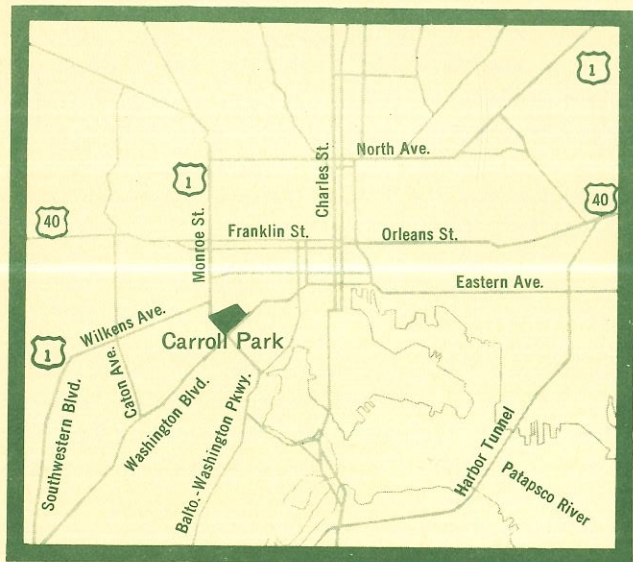 1
North Ave.
Charles St.
1
40
40
Monroe St.
Franklin St.
Orleans St.
Eastern Ave.
Wilkens Ave.
Carroll Park
1
Caton Ave.
Southwestern Blvd.
Washington Blvd.
Balto.-Washington Pkwy.
Harbor Tunnel
Patapsco River